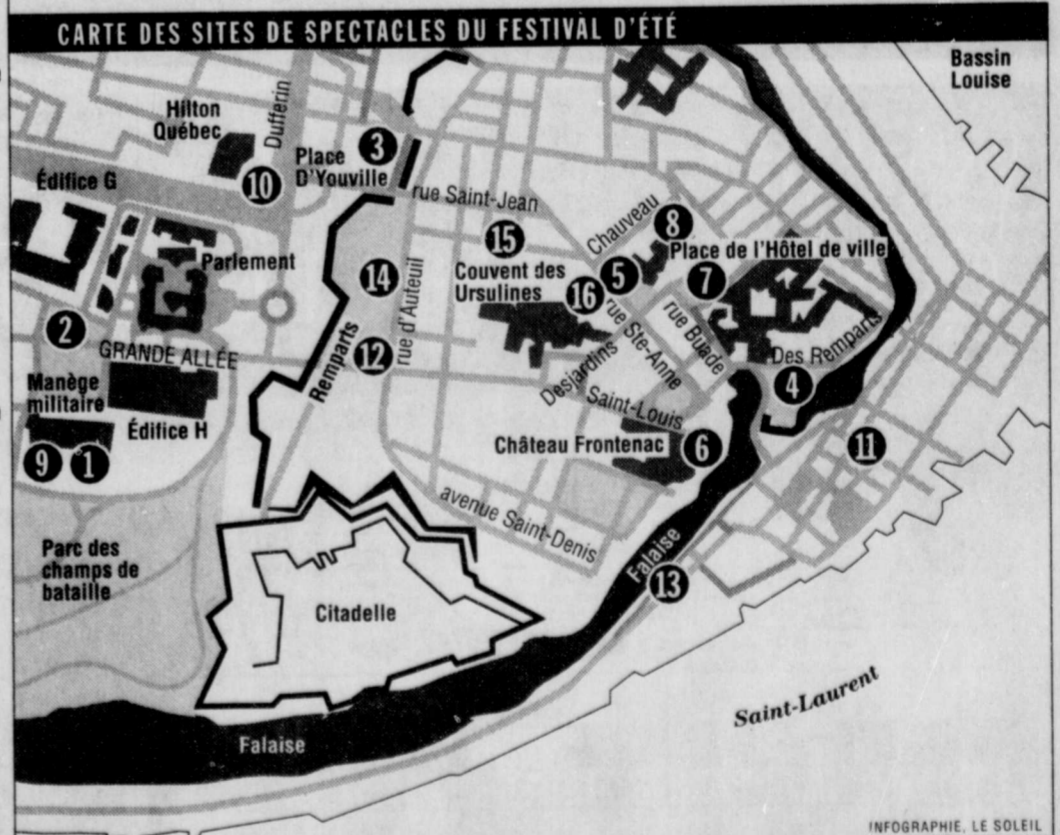 CARTE DES SITES DE SPECTACLES DU FESTIVAL D'ÉTÉ
Bassin
Louise
Hilton
Québec
Dufferin
3
Place
D'Youville
Édifice G
10
rue Saint-Jean
Chauveau
8
15
Place de l'Hôtel de ville
Parlement
14
Couvent des
Ursulines
16
5
7
2
GRANDE ALLÉE
rue d'Auteuil
12
Remparts
rue Ste-Anne
rue Buade
Des Remparts
4
Desjardins
Manège
militaire
Saint-Louis
Édifice H
Château Frontenac
6
11
9
1
avenue Saint-Denis
Parc des
champs de
bataille
Falaise
13
Citadelle
Saint-Laurent
Falaise
INFOGRAPHIE, LE SOLEIL